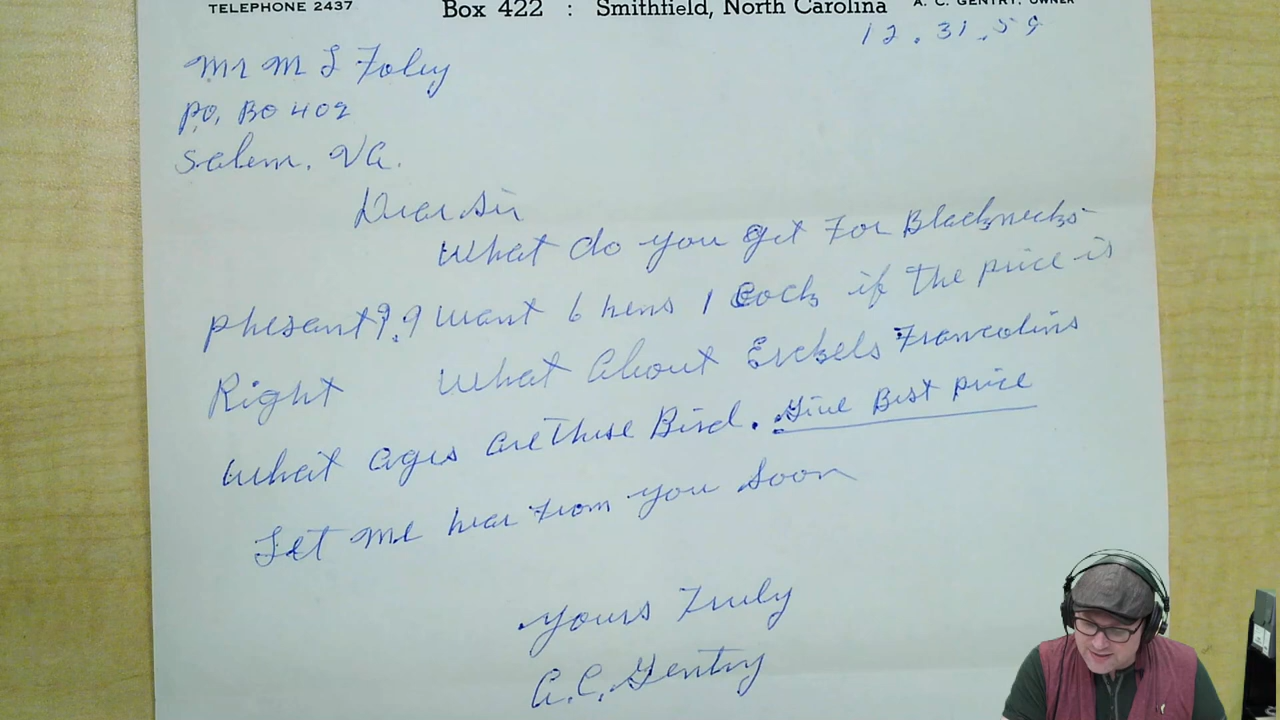 TELEPHONE 2437 Box 422 : Smithfield, North Carolina A. C. GENTRY, OWNER
12.31.59
Mr M L Foley
P.O. Bo 402
Salem, Va.
Dear Sir
What do you get For Blacknecks
phesant?. I want 6 hens 1 Cock if the price is
Right What About Erckels Francolins
What ages are These Bird. Give Best price
Let Me hear From you soon
Yours Truly
A.C. Gentry